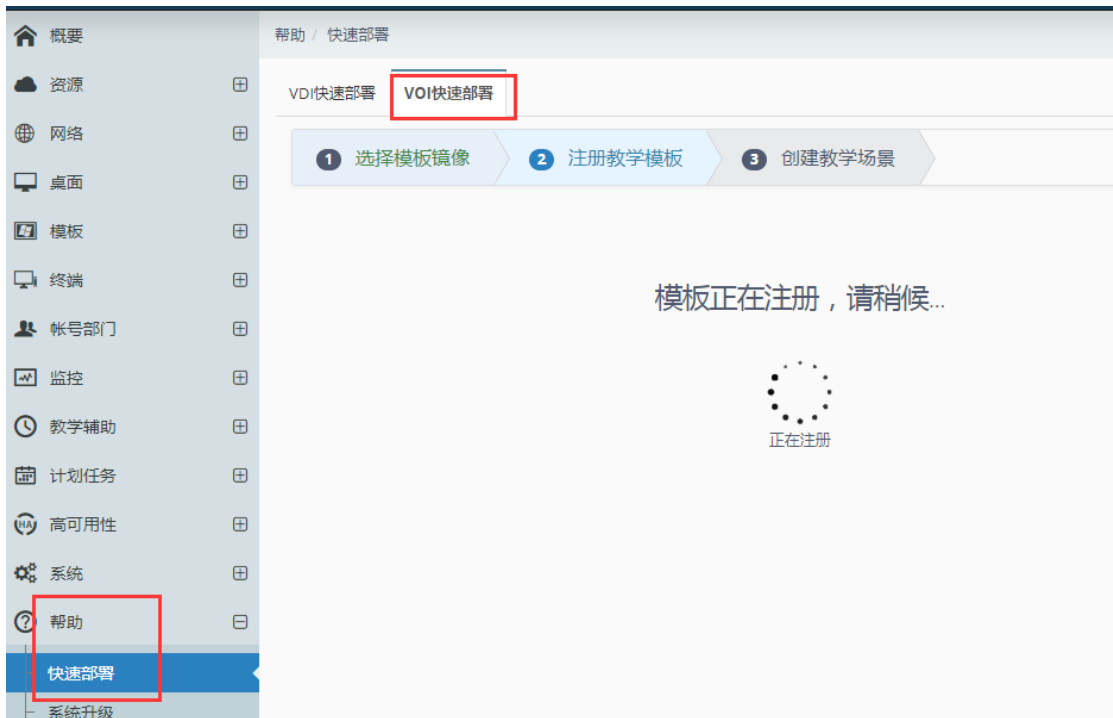 概要
资源
网络
桌面
模板
终端
帐号部门
监控
教学辅助
计划任务
HA 高可用性
系统
帮助
快速部署
系统升级
帮助 / 快速部署
VDI快速部署 VOI快速部署
1 选择模板镜像 2 注册教学模板 3 创建教学场景
模板正在注册，请稍候...
正在注册